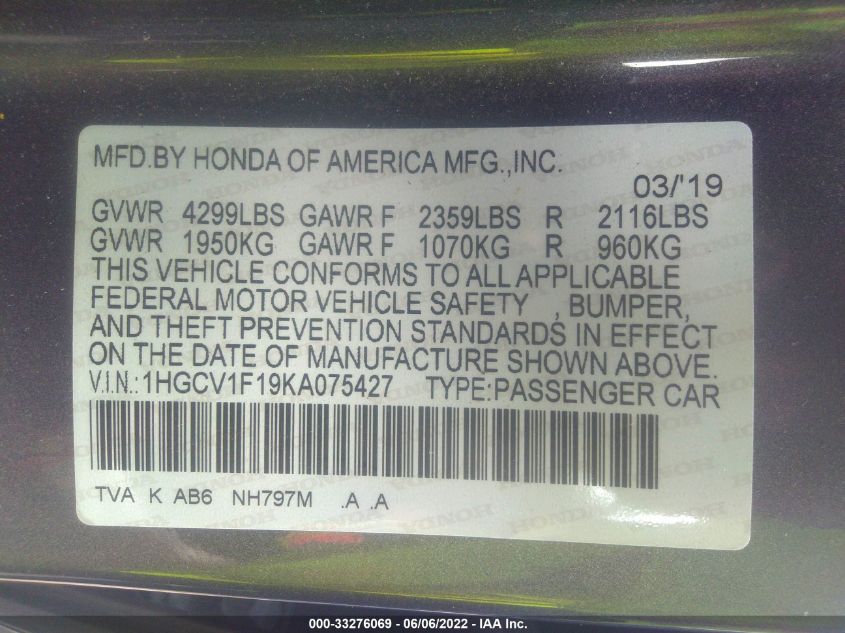 MFD.BY HONDA OF AMERICA MFG.,INC.
03/'19
GVWR 4299LBS GAWR F 2359LBS R 2116LBS
GVWR 1950KG GAWR F 1070KG R 960KG
THIS VEHICLE CONFORMS TO ALL APPLICABLE
FEDERAL MOTOR VEHICLE SAFETY , BUMPER,
AND THEFT PREVENTION STANDARDS IN EFFECT
ON THE DATE OF MANUFACTURE SHOWN ABOVE.
V.I.N.:1HGCV1F19KA075427 TYPE:PASSENGER CAR
TVA K AB6 NH797M .A .A
000-33276069 - 06/06/2022 - IAA Inc.